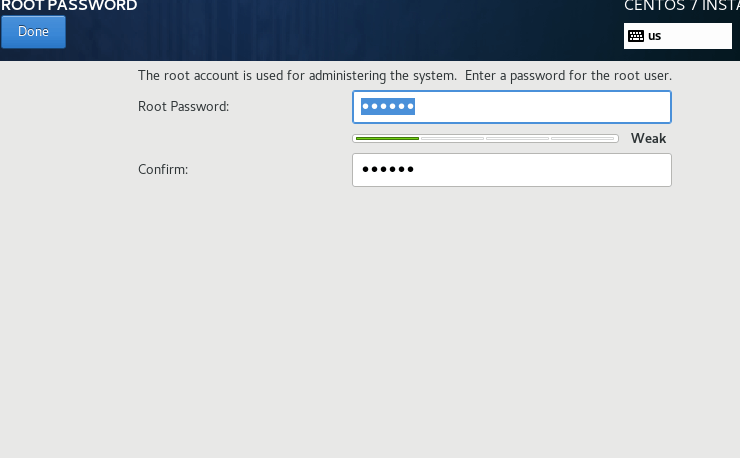 ROOT PASSWORD
CENTOS 7 INSTA
Done
us
The root account is used for administering the system.  Enter a password for the root user.
Root Password:
••••••
Weak
Confirm:
••••••